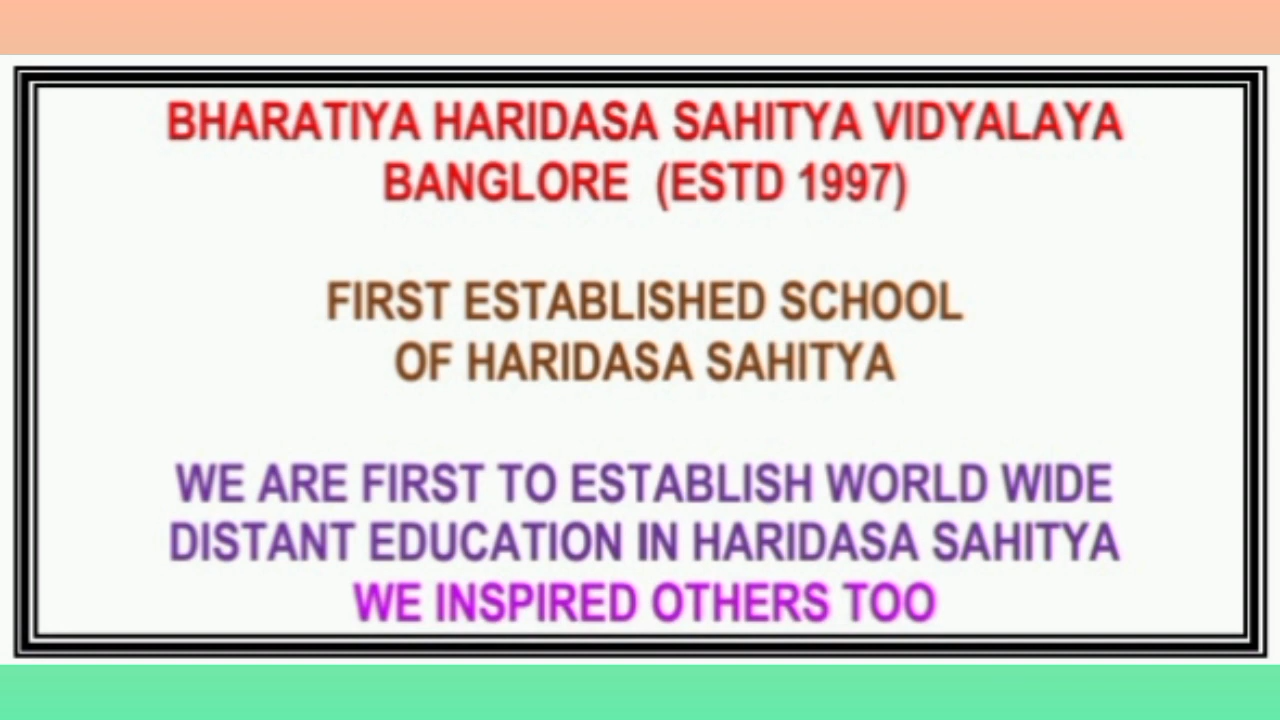 BHARATIYA HARIDASA SAHITYA VIDYALAYA
BANGLORE (ESTD 1997)
FIRST ESTABLISHED SCHOOL
OF HARIDASA SAHITYA
WE ARE FIRST TO ESTABLISH WORLD WIDE
DISTANT EDUCATION IN HARIDASA SAHITYA
WE INSPIRED OTHERS TOO